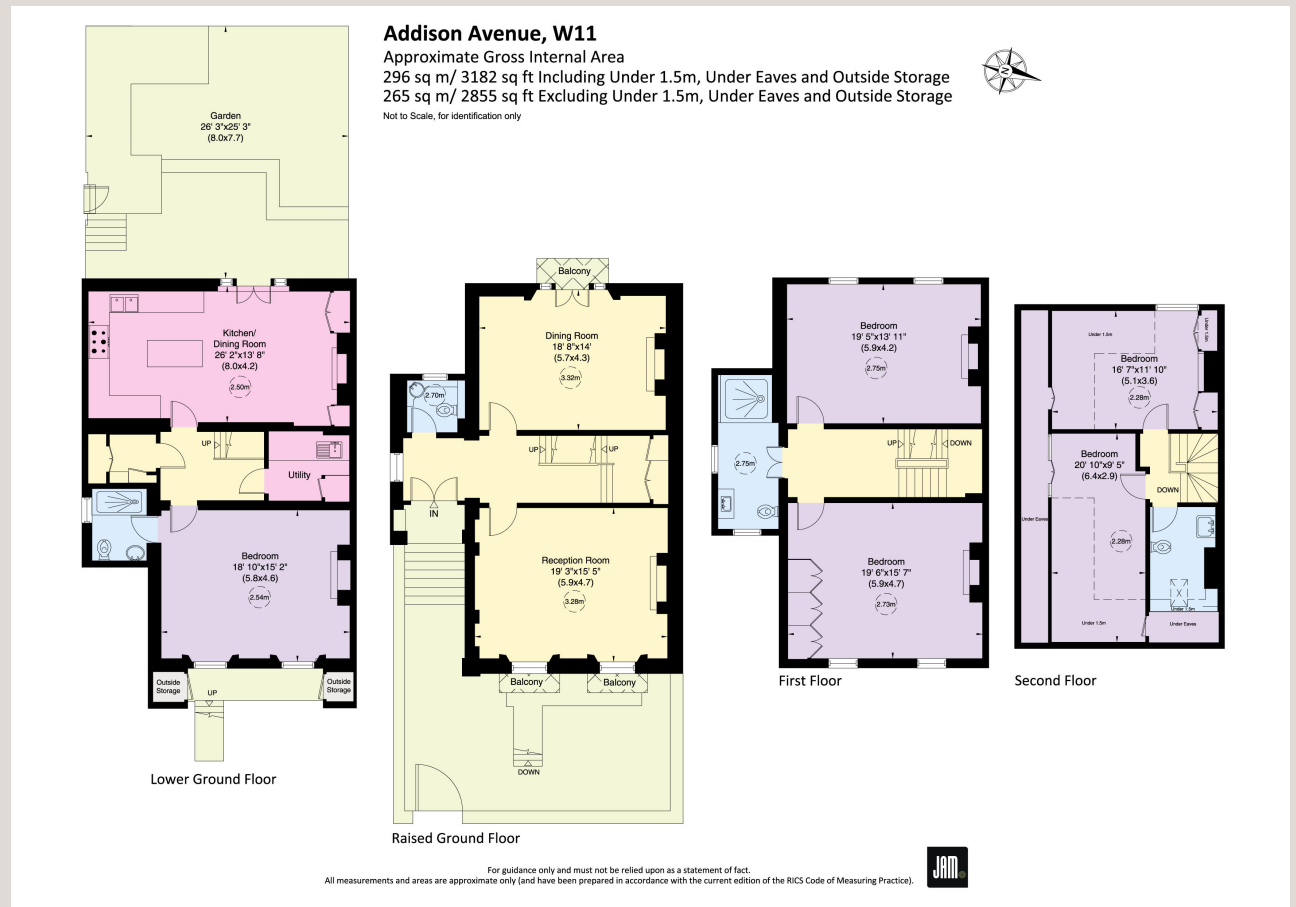 Addison Avenue, W11
Approximate Gross Internal Area
296 sq m/ 3182 sq ft Including Under 1.5m, Under Eaves and Outside Storage
265 sq m/ 2855 sq ft Excluding Under 1.5m, Under Eaves and Outside Storage
Not to Scale, for identification only
N
Garden
26' 3"x25' 3"
(8.0x7.7)
Kitchen/
Dining Room
26' 2"x13' 8"
(8.0x4.2)
2.50m
UP
Utility
Bedroom
18' 10"x15' 2"
(5.8x4.6)
2.54m
Outside
Storage
UP
Outside
Storage
Lower Ground Floor
Balcony
Dining Room
18' 8"x14'
(5.7x4.3)
3.32m
2.70m
UP
UP
IN
Reception Room
19' 3"x15' 5"
(5.9x4.7)
3.28m
Balcony
Balcony
DOWN
Raised Ground Floor
Bedroom
19' 5"x13' 11"
(5.9x4.2)
2.75m
2.75m
UP
DOWN
Bedroom
19' 6"x15' 7"
(5.9x4.7)
2.73m
First Floor
Under 1.5m
Under 1.5m
Bedroom
16' 7"x11' 10"
(5.1x3.6)
2.28m
Bedroom
20' 10"x9' 5"
(6.4x2.9)
DOWN
Under Eaves
2.28m
Under 1.5m
Under 1.5m
Under Eaves
Second Floor
For guidance only and must not be relied upon as a statement of fact.
All measurements and areas are approximate only (and have been prepared in accordance with the current edition of the RICS Code of Measuring Practice).
JAM